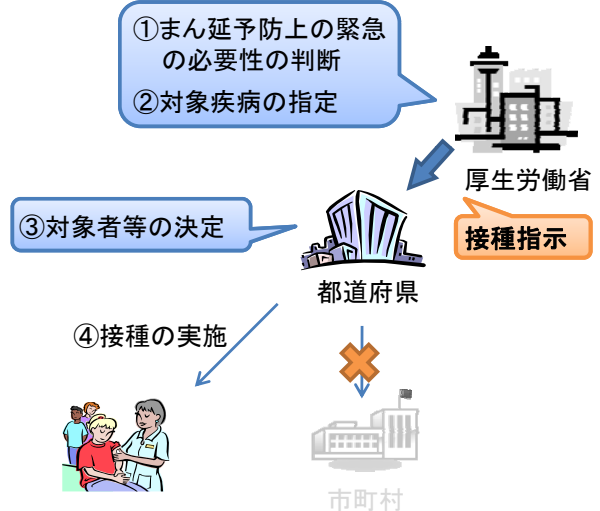 ①まん延予防上の緊急
の必要性の判断
②対象疾病の指定
厚生労働省
③対象者等の決定
接種指示
都道府県
④接種の実施
市町村